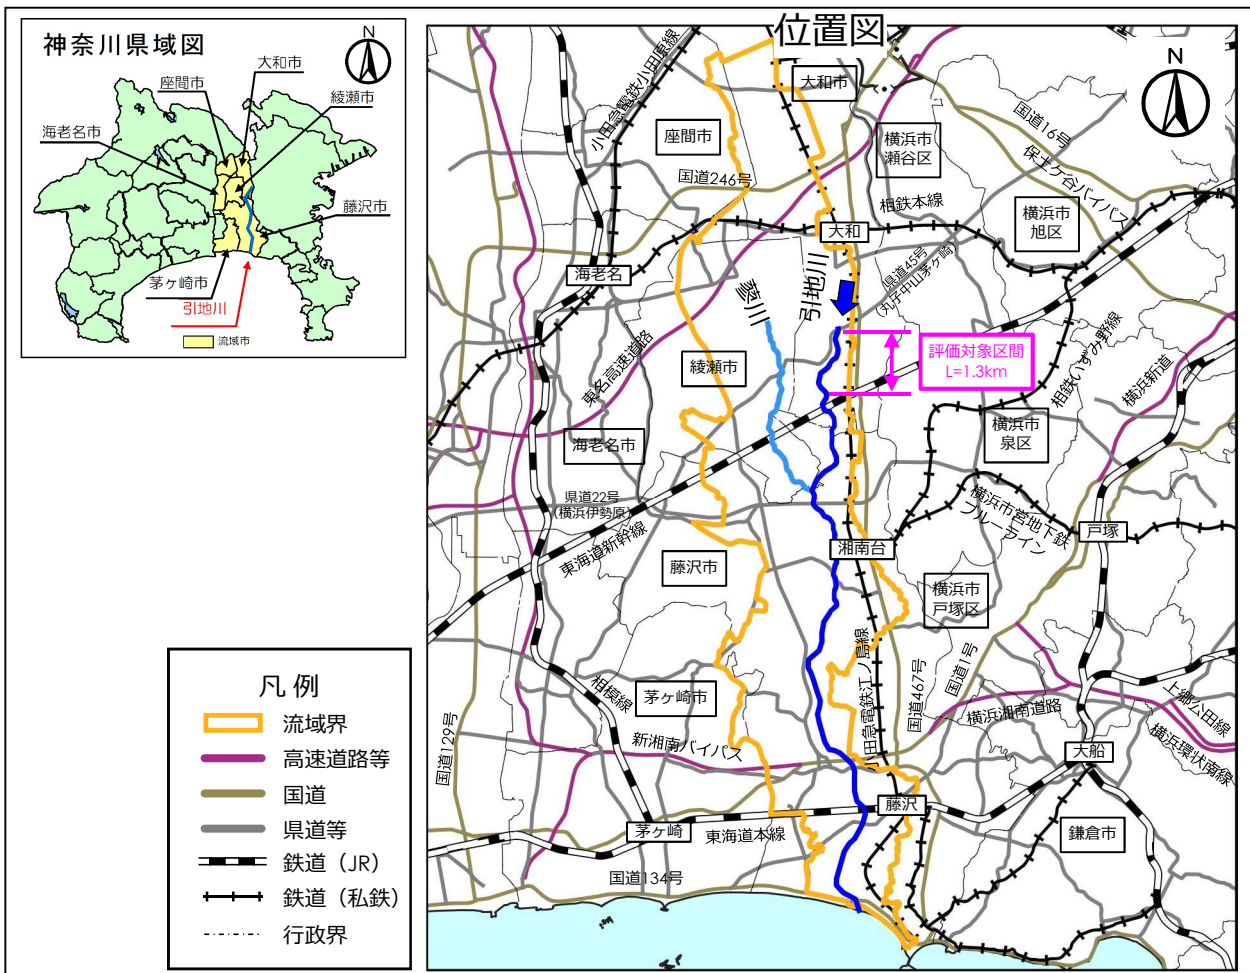 神奈川県域図
N
大和市
座間市
綾瀬市
海老名市
藤沢市
茅ヶ崎市
引地川
流域市
位置図
N
小田急電鉄小田原線
大和市
座間市
横浜市
瀬谷区
国道16号
保土ケ谷バイパス
国道246号
相鉄本線
横浜市
旭区
大和
海老名
蓼川
引地川
県道45号
(丸子中山茅ケ崎)
評価対象区間
L=1.3km
東名高速道路
綾瀬市
相鉄いずみ野線
横浜新道
海老名市
横浜市
泉区
県道22号
(横浜伊勢原)
東海道新幹線
横浜市営地下鉄
ブルーライン
戸塚
湘南台
藤沢市
横浜市
戸塚区
小田急電鉄江ノ島線
国道467号
国道1号
相模線
茅ヶ崎市
横浜湘南道路
上郷公田線
横浜環状南線
国道129号
新湘南バイパス
大船
藤沢
茅ヶ崎
東海道本線
鎌倉市
国道134号
凡例
流域界
高速道路等
国道
県道等
鉄道（JR）
鉄道（私鉄）
行政界